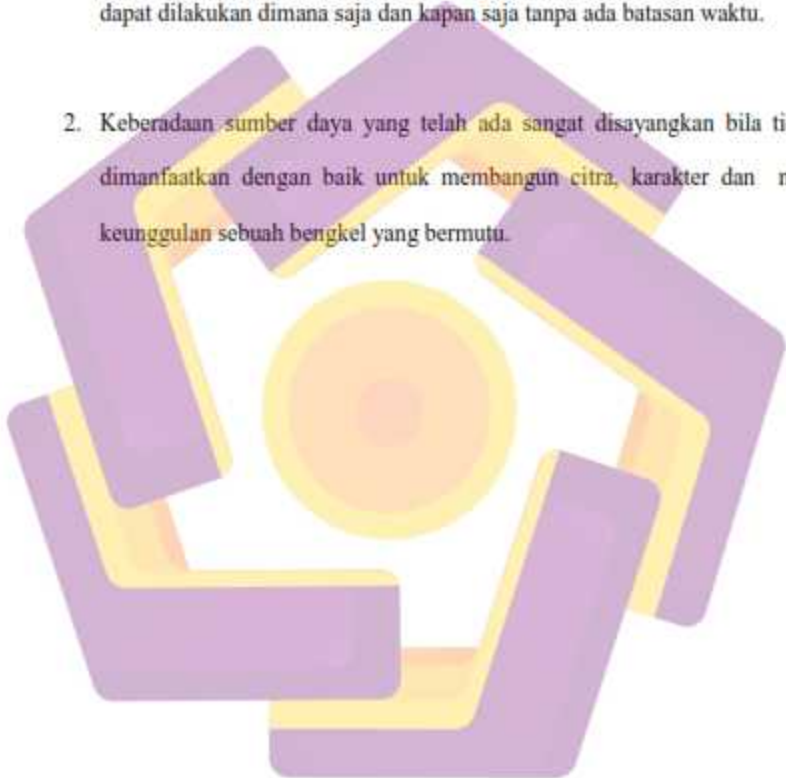 dapat dilakukan dimana saja dan kapan saja tanpa ada batasan waktu.
2. Keberadaan sumber daya yang telah ada sangat disayangkan bila
dimanfaatkan dengan baik untuk membangun citra, karakter dan
keunggulan sebuah bengkel yang bermutu.